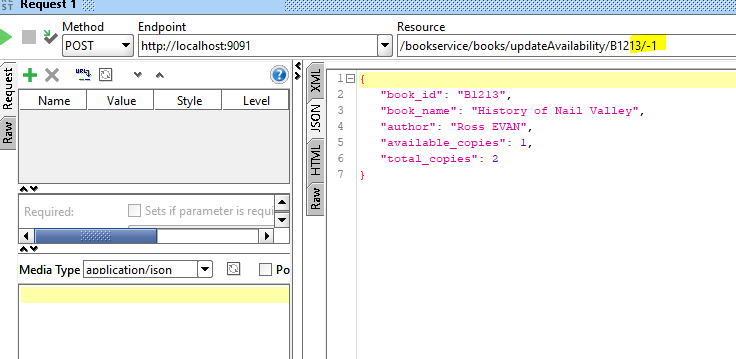 Request 1
Method
Endpoint
Resource
POST
http://localhost:9091
/bookservice/books/updateAvailability/B1213/-1
Request
Raw
Name
Value
Style
Level
Required:
Sets if parameter is requi
Media Type
application/json
Po
XML
JSON
HTML
Raw
1 {
2 "book_id": "B1213",
3 "book_name": "History of Nail Valley",
4 "author": "Ross EVAN",
5 "available_copies": 1,
6 "total_copies": 2
7 }